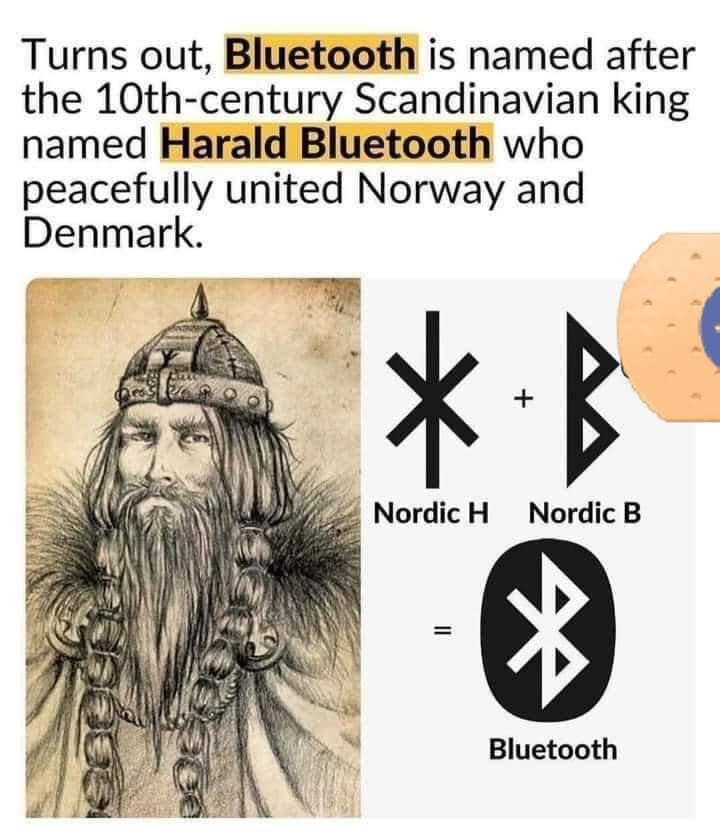 Turns out, Bluetooth is named after
the 10th-century Scandinavian king
named Harald Bluetooth who
peacefully united Norway and
Denmark.
ᚼ + ᛒ
Nordic H Nordic B
=
Bluetooth